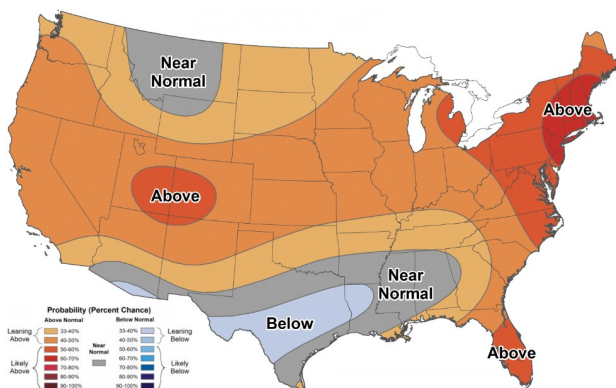 Near
Normal
Above
Above
Near
Normal
Below
Above
Probability (Percent Chance)
Above Normal
Below Normal
Leaning
Above
33-40%
40-50%
Likely
Above
50-60%
60-70%
70-80%
80-90%
90-100%
Near
Normal
33-40%
40-50%
Leaning
Below
50-60%
60-70%
70-80%
80-90%
90-100%
Likely
Below